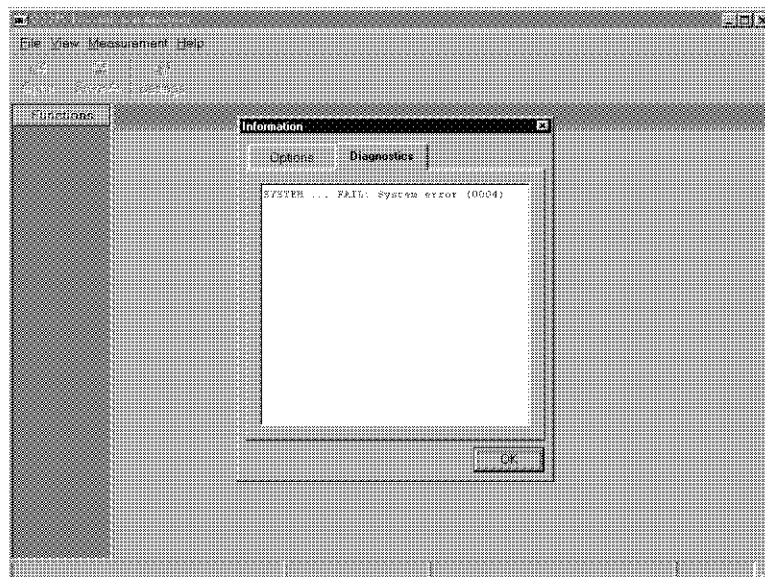 File View Measurement Help
Functions
Information
Options Diagnostics
SYSTEM ... FAIL: System error (0004)
OK